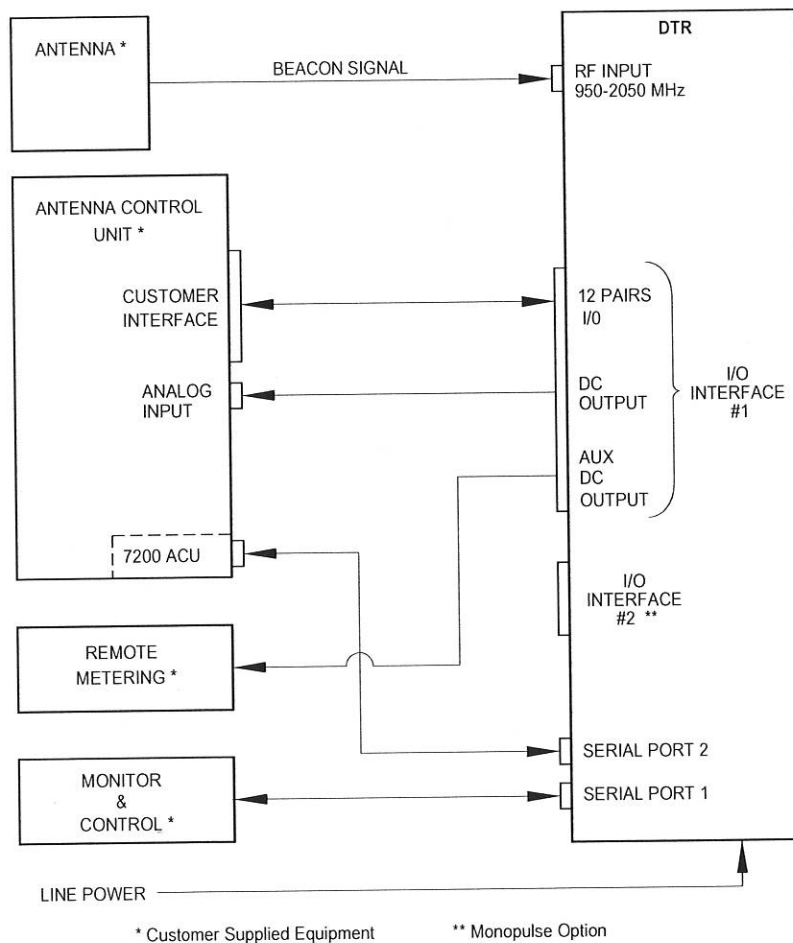 ANTENNA *
BEACON SIGNAL
DTR
RF INPUT
950-2050 MHz
ANTENNA CONTROL
UNIT *
CUSTOMER
INTERFACE
12 PAIRS
I/0
ANALOG
INPUT
DC
OUTPUT
AUX
DC
OUTPUT
I/O
INTERFACE
#1
7200 ACU
I/O
INTERFACE
#2 **
REMOTE
METERING *
SERIAL PORT 2
MONITOR
&
CONTROL *
SERIAL PORT 1
LINE POWER
* Customer Supplied Equipment
** Monopulse Option